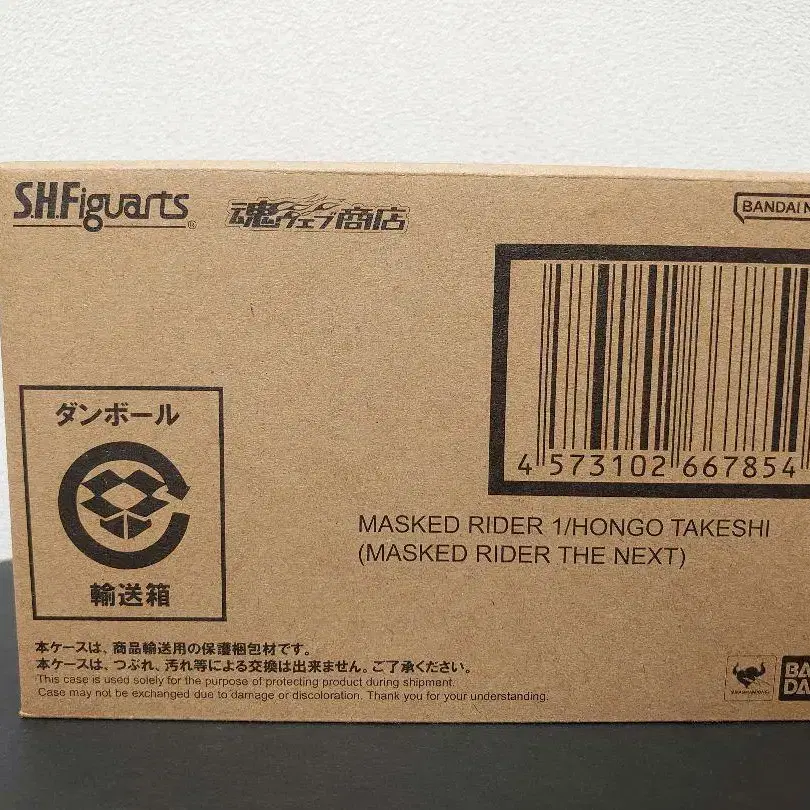 S.H.Figuarts
魂ウェブ商店
BANDAI N
4 573102 667854
MASKED RIDER 1/HONGO TAKESHI
(MASKED RIDER THE NEXT)
ダンボール
輸送箱
本ケースは、商品輸送用の保護梱包材です。
本ケースは、つぶれ、汚れ等による交換は出来ません。ご了承ください。
This case is used solely for the purpose of protecting product during shipment.
Case may not be exchanged due to damage or discoloration. Thank you for your understanding.
BA
DA